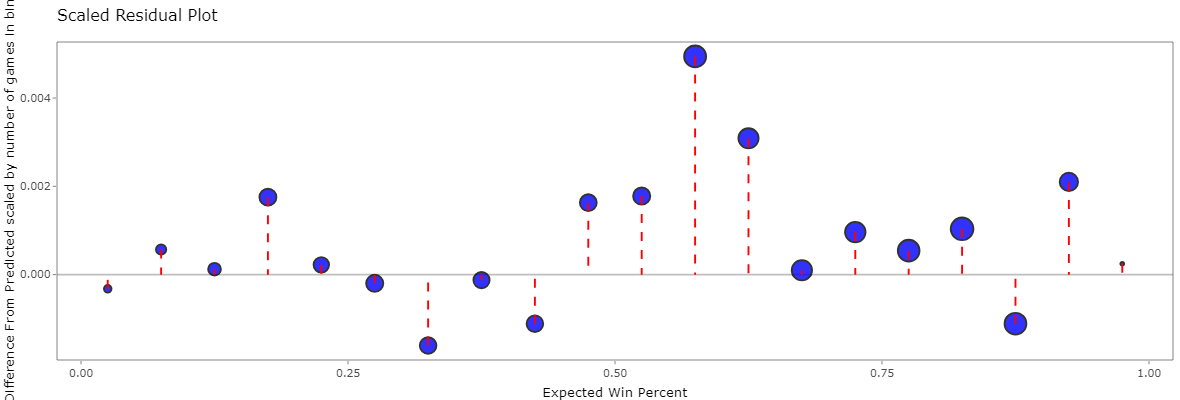 Scaled Residual Plot
Difference From Predicted scaled by number of games in
0.004
0.002
0.000
0.00
0.25
0.50
0.75
1.00
Expected Win Percent